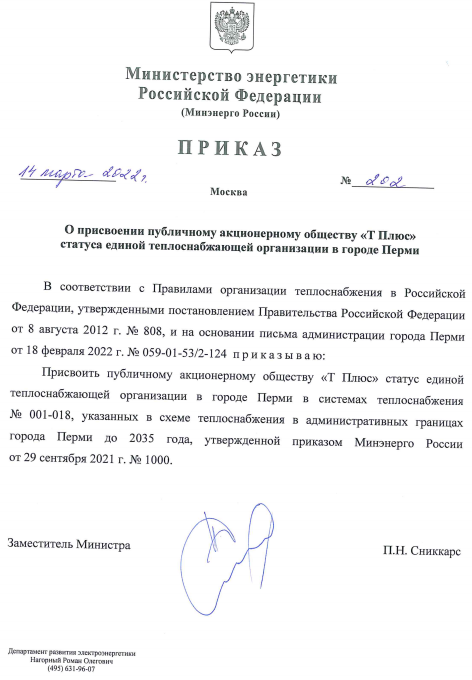 Министерство энергетики
Российской Федерации
(Минэнерго России)
ПРИКАЗ
14 марта 2022 г.
№ 202
Москва
О присвоении публичному акционерному обществу «Т Плюс»
статуса единой теплоснабжающей организации в городе Перми
В соответствии с Правилами организации теплоснабжения в Российской
Федерации, утвержденными постановлением Правительства Российской Федерации
от 8 августа 2012 г. № 808, и на основании письма администрации города Перми
от 18 февраля 2022 г. № 059-01-53/2-124 приказываю:
Присвоить публичному акционерному обществу «Т Плюс» статус единой
теплоснабжающей организации в городе Перми в системах теплоснабжения
№ 001-018, указанных в схеме теплоснабжения в административных границах
города Перми до 2035 года, утвержденной приказом Минэнерго России
от 29 сентября 2021 г. № 1000.
Заместитель Министра
П.Н. Сниккарс
Департамент развития электроэнергетики
Нагорный Роман Олегович
(495) 631-96-07